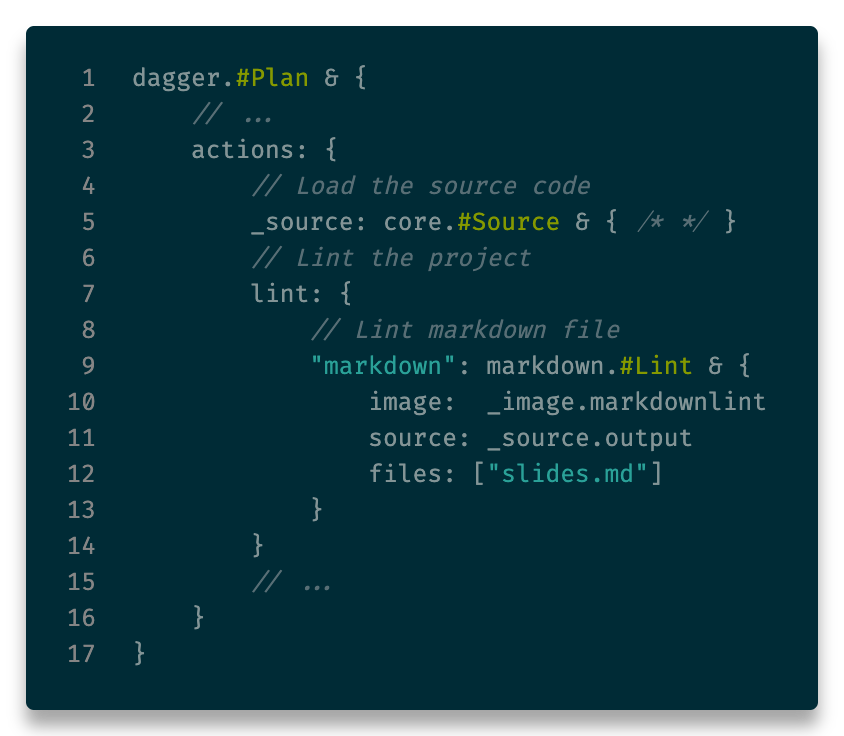 1 dagger.#Plan & {
2     // ...
3     actions: {
4         // Load the source code
5         _source: core.#Source & { /* */ }
6         // Lint the project
7         lint: {
8             // Lint markdown file
9             "markdown": markdown.#Lint & {
10                 image:  _image.markdownlint
11                 source: _source.output
12                 files: ["slides.md"]
13             }
14         }
15         // ...
16     }
17 }